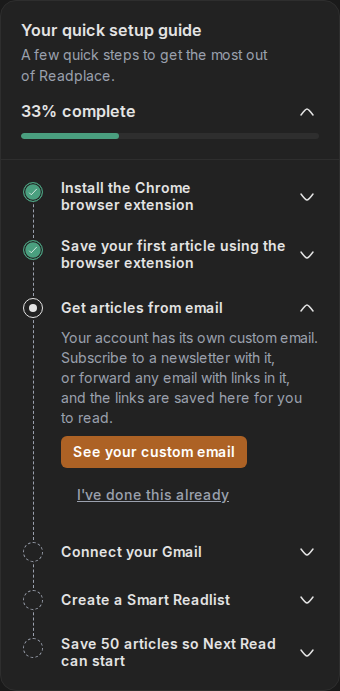 Your quick setup guide
A few quick steps to get the most out
of Readplace.
33% complete
Install the Chrome
browser extension
Save your first article using the
browser extension
Get articles from email
Your account has its own custom email.
Subscribe to a newsletter with it,
or forward any email with links in it,
and the links are saved here for you
to read.
See your custom email
I've done this already
Connect your Gmail
Create a Smart Readlist
Save 50 articles so Next Read
can start